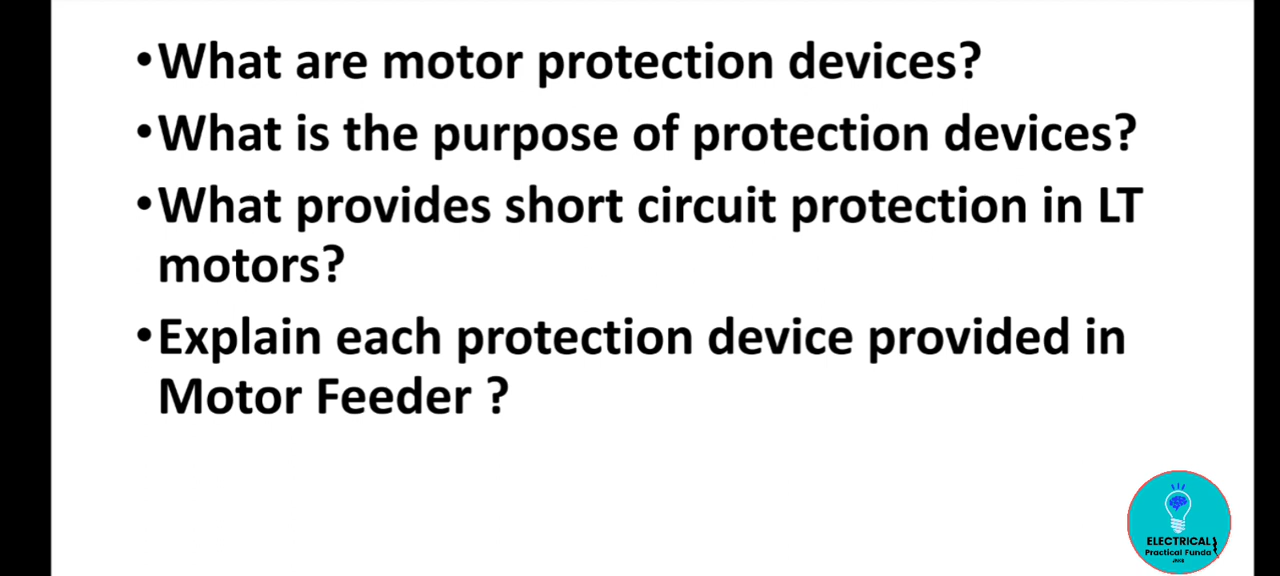 •What are motor protection devices?
•What is the purpose of protection devices?
•What provides short circuit protection in LT
motors?
•Explain each protection device provided in
Motor Feeder ?
ELECTRICAL
Practical Funda